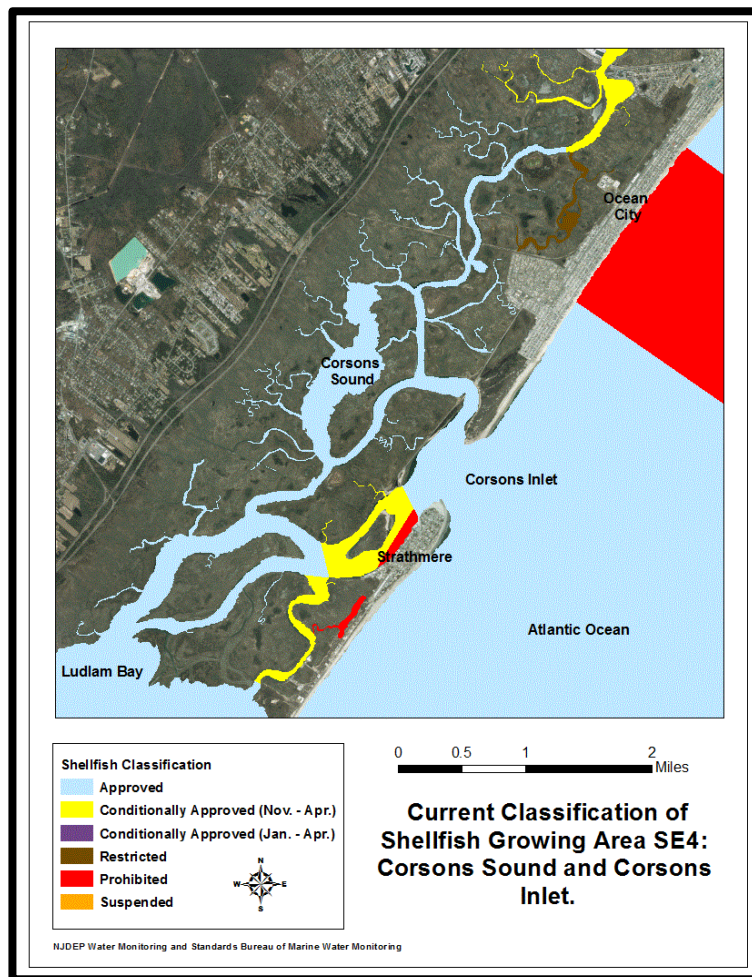 Ocean
City
Corsons
Sound
Corsons Inlet
Strathmere
Atlantic Ocean
Ludlam Bay
Shellfish Classification
Approved
Conditionally Approved (Nov. - Apr.)
Conditionally Approved (Jan. - Apr.)
Restricted
Prohibited
Suspended
N
W
E
S
0 0.5 1 2
Miles
Current Classification of
Shellfish Growing Area SE4:
Corsons Sound and Corsons
Inlet.
NJDEP Water Monitoring and Standards Bureau of Marine Water Monitoring